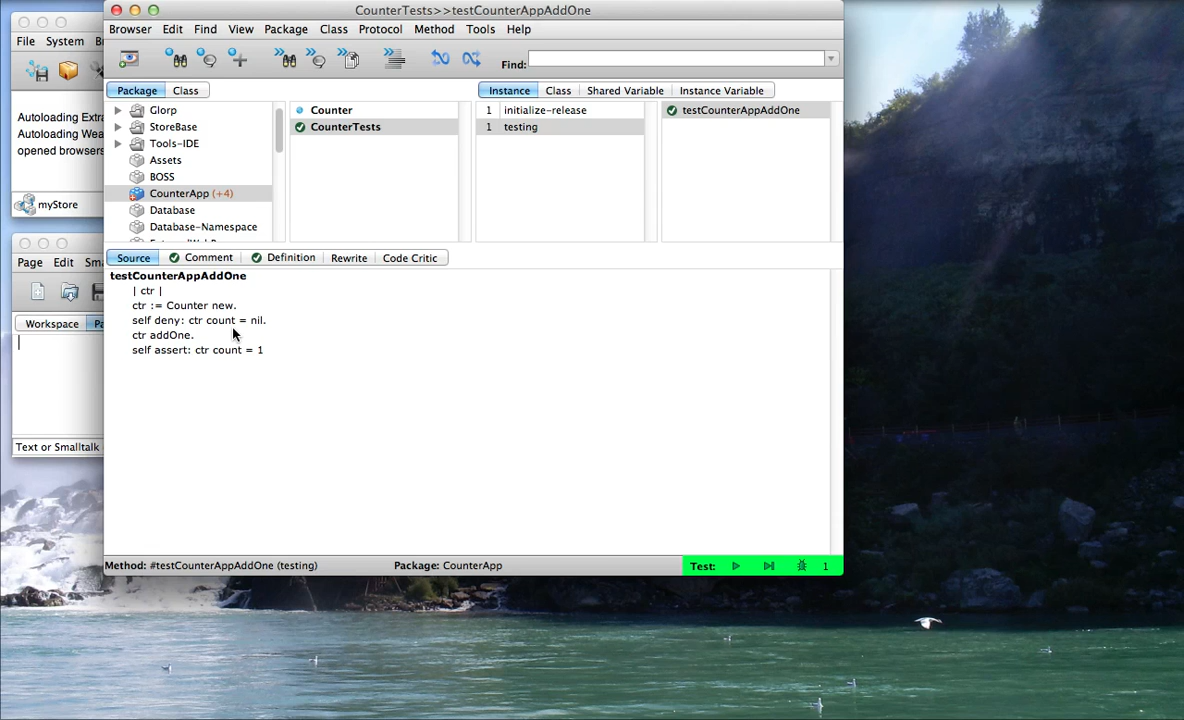 CounterTests>>testCounterAppAddOne
File System B
Browser Edit Find View Package Class Protocol Method Tools Help
Find:
Autoloading Extr
Autoloading Wea
opened browsers
myStore
Package Class
Instance Class Shared Variable Instance Variable
Glorp
StoreBase
Tools-IDE
Assets
BOSS
CounterApp (+4)
Database
Database-Namespace
Counter
CounterTests
1 initialize-release
1 testing
testCounterAppAddOne
Page Edit Sm
Workspace Pa
Text or Smalltalk
Source Comment Definition Rewrite Code Critic
testCounterAppAddOne
| ctr |
ctr := Counter new.
self deny: ctr count = nil.
ctr addOne.
self assert: ctr count = 1
Method: #testCounterAppAddOne (testing) Package: CounterApp Test: 1